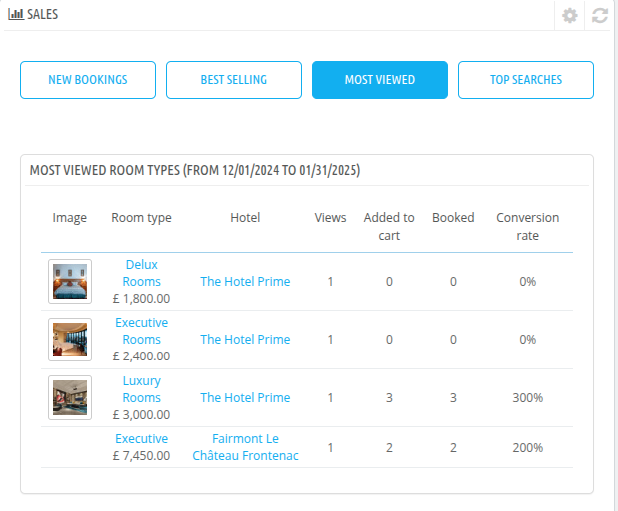 SALES
NEW BOOKINGS
BEST SELLING
MOST VIEWED
TOP SEARCHES
MOST VIEWED ROOM TYPES (FROM 12/01/2024 TO 01/31/2025)
Image Room type Hotel Views Added to cart Booked Conversion rate
Delux
Rooms
£ 1,800.00
The Hotel Prime 1 0 0 0%
Executive
Rooms
£ 2,400.00
The Hotel Prime 1 0 0 0%
Luxury
Rooms
£ 3,000.00
The Hotel Prime 1 3 3 300%
Executive
£ 7,450.00
Fairmont Le
Château Frontenac
1 2 2 200%